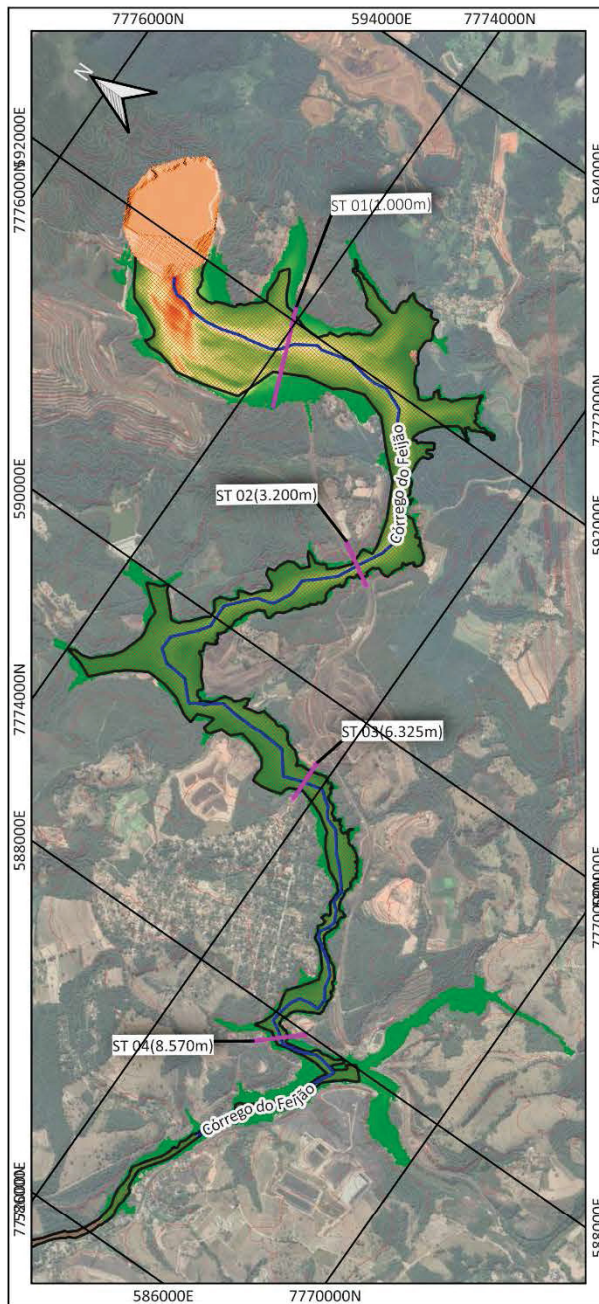 7776000N
594000E
7774000N
N
592000E
7776000N
594000E
ST 01(1.000m)
7772000N
Córrego do Feijão
590000E
ST 02(3.200m)
592000E
7774000N
ST 03(6.325m)
588000E
ST 04(8.570m)
Córrego do Feijão
588000E
586000E
7770000N